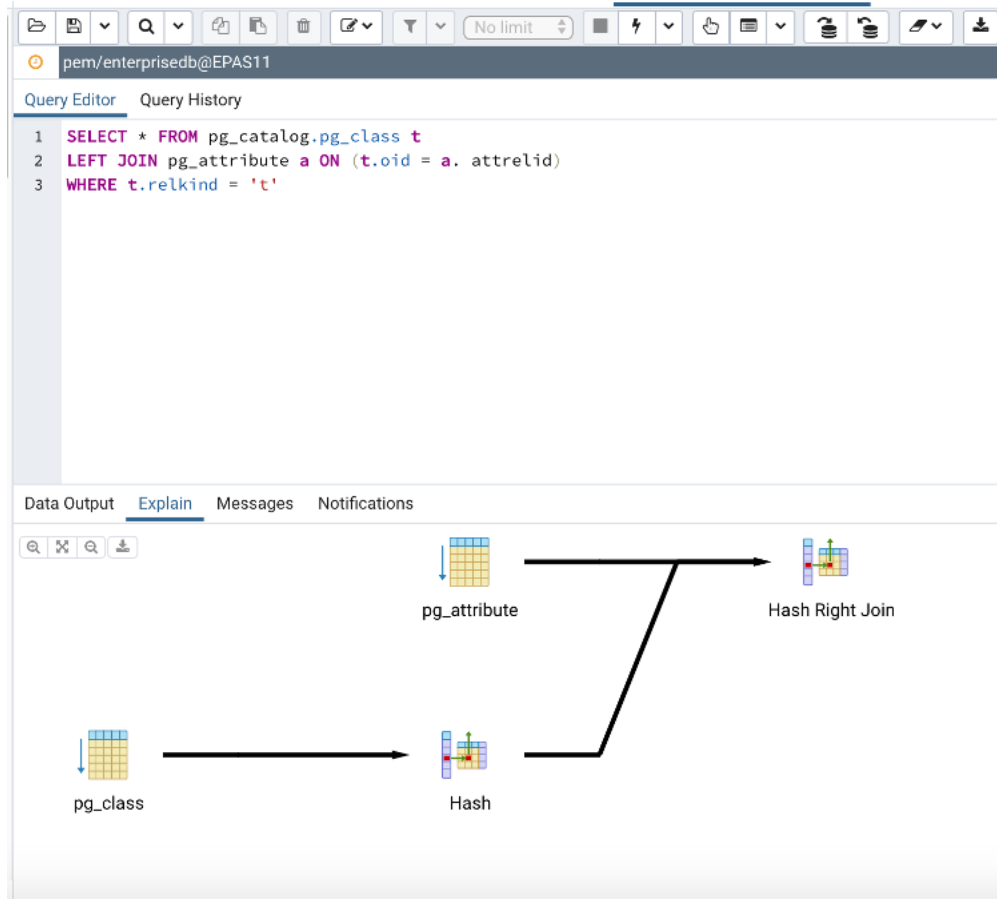 No limit
pem/enterprisedb@EPAS11
Query Editor Query History
1 SELECT * FROM pg_catalog.pg_class t
2 LEFT JOIN pg_attribute a ON (t.oid = a. attrelid)
3 WHERE t.relkind = 't'
Data Output Explain Messages Notifications
pg_attribute
Hash Right Join
pg_class
Hash